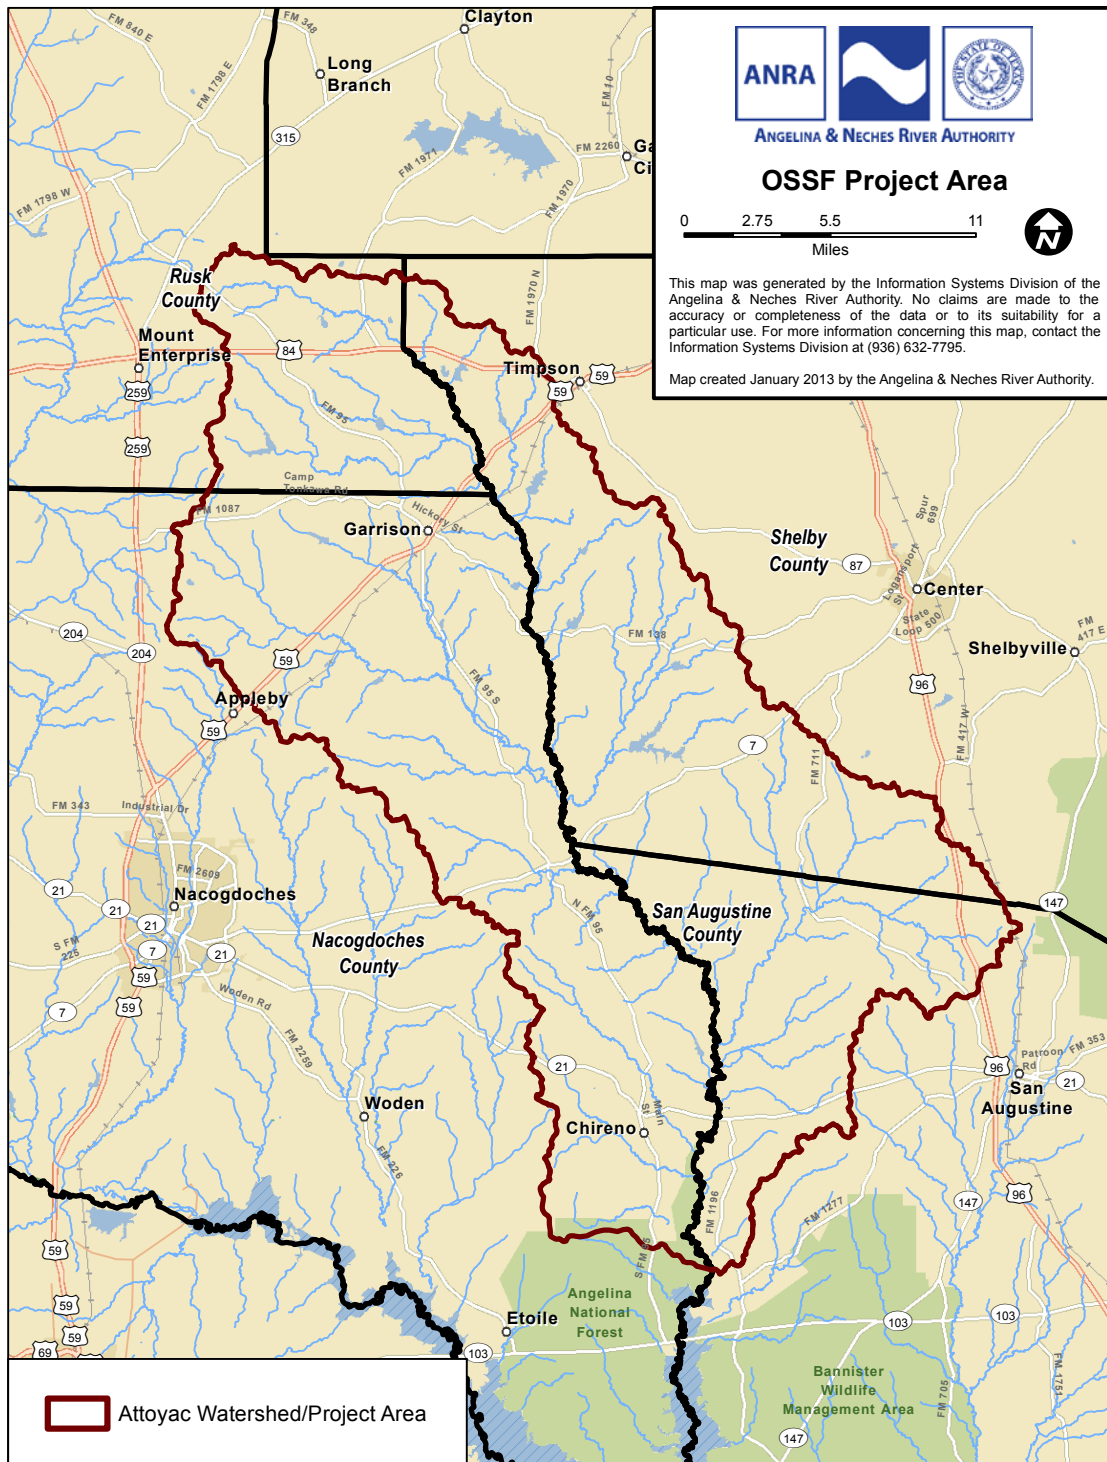 Clayton
FM 348
FM 840 E
Long
Branch
FM 1798 E
FM 10
315
FM 2260
Ga
Ci
FM 1971
FM 1970
FM 1798 W
ANRA
THE STATE OF TEXAS
ANGELINA & NECHES RIVER AUTHORITY
OSSF Project Area
0 2.75 5.5 11
Miles
N
This map was generated by the Information Systems Division of the
Angelina & Neches River Authority. No claims are made to the
accuracy or completeness of the data or to its suitability for a
particular use. For more information concerning this map, contact the
Information Systems Division at (936) 632-7795.
Map created January 2013 by the Angelina & Neches River Authority.
Rusk
County
FM 1970 N
Mount
Enterprise
84
Timpson
59
59
259
FM 95
259
Camp
Tonkawa Rd
FM 1087
Hickory St
Garrison
Spur
699
Shelby
County
87
Logansport
St
Center
State
Loop 500
FM
417 E
Shelbyville
204
204
FM 138
59
FM 95 S
96
Appleby
59
FM 417 W
7
FM 711
FM 343
Industrial Dr
FM 2609
21
Nacogdoches
21
21
7
S FM
225
21
59
59
7
Woden Rd
N FM 95
San Augustine
County
147
Nacogdoches
County
FM 2259
21
96
Patroon
Rd
FM 353
21
San
Augustine
Woden
Main
St
Chireno
FM 226
FM 1196
FM 1277
147
96
S FM 95
59
59
59
69
Angelina
National
Forest
Etoile
103
103
103
Bannister
Wildlife
Management Area
FM 705
FM 1751
147
Attoyac Watershed/Project Area